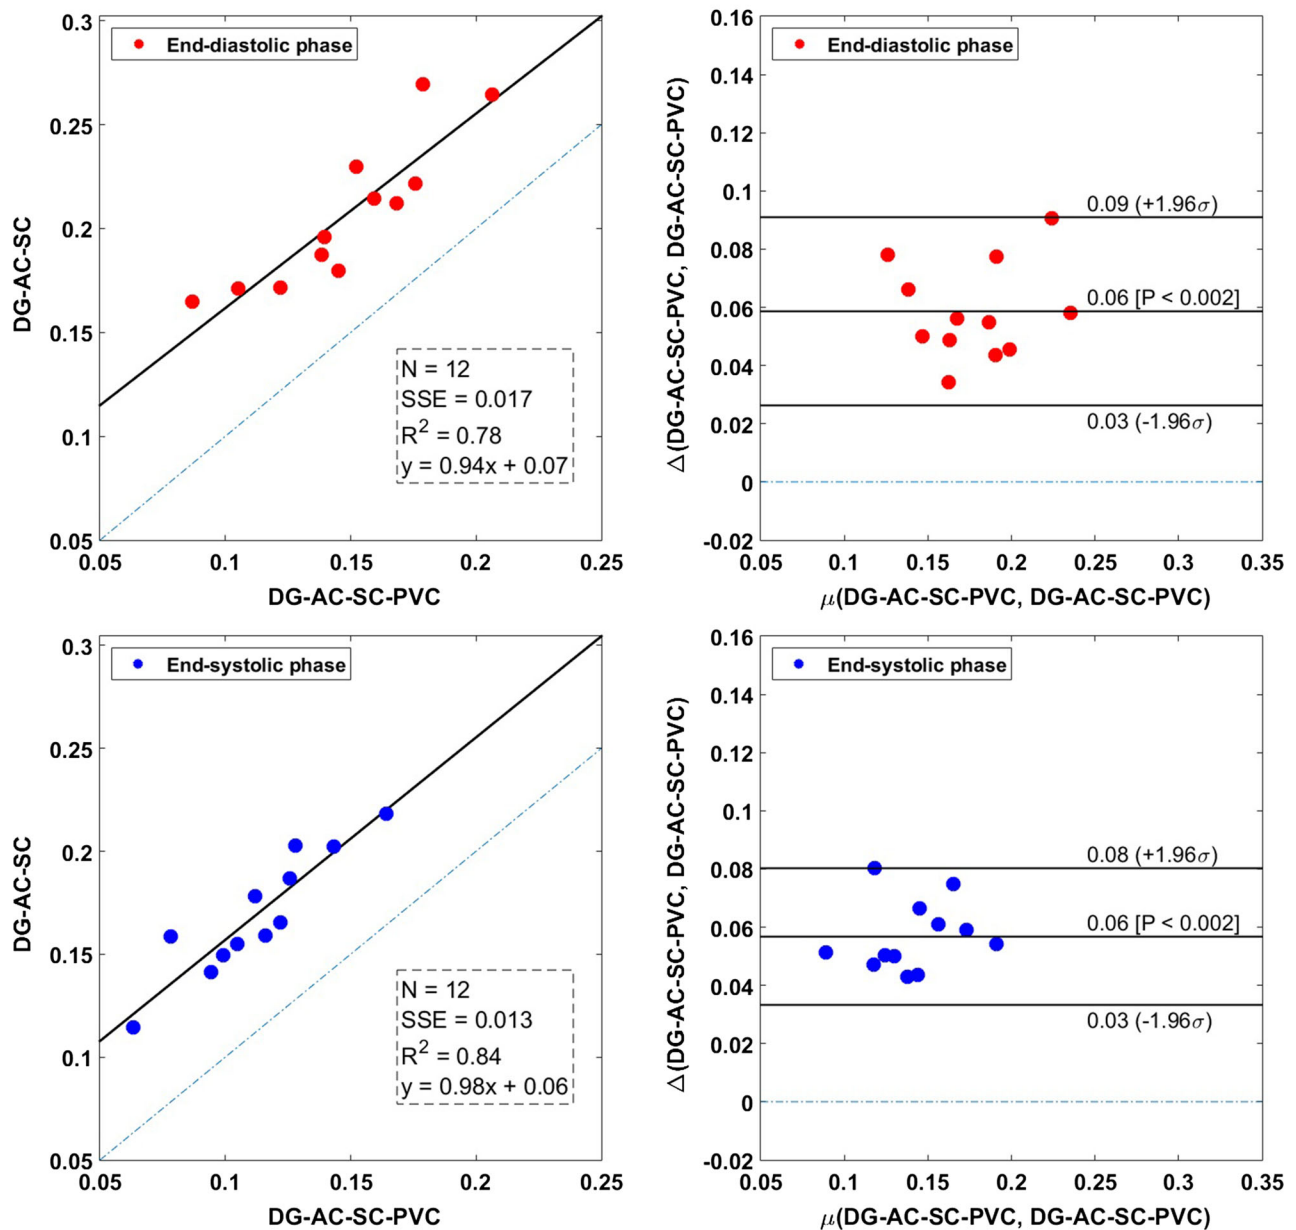 End-diastolic phase
0.3
0.25
0.2
0.15
0.1
0.05
DG-AC-SC
N = 12
SSE = 0.017
R² = 0.78
y = 0.94x + 0.07
0.05 0.1 0.15 0.2 0.25
DG-AC-SC-PVC
End-diastolic phase
0.16
0.14
0.12
0.1
0.08
0.06
0.04
0.02
0
-0.02
Δ(DG-AC-SC-PVC, DG-AC-SC-PVC)
0.09 (+1.96σ)
0.06 [P < 0.002]
0.03 (-1.96σ)
0.05 0.1 0.15 0.2 0.25 0.3 0.35
μ(DG-AC-SC-PVC, DG-AC-SC-PVC)
End-systolic phase
0.3
0.25
0.2
0.15
0.1
0.05
DG-AC-SC
N = 12
SSE = 0.013
R² = 0.84
y = 0.98x + 0.06
0.05 0.1 0.15 0.2 0.25
DG-AC-SC-PVC
End-systolic phase
0.16
0.14
0.12
0.1
0.08
0.06
0.04
0.02
0
-0.02
Δ(DG-AC-SC-PVC, DG-AC-SC-PVC)
0.08 (+1.96σ)
0.06 [P < 0.002]
0.03 (-1.96σ)
0.05 0.1 0.15 0.2 0.25 0.3 0.35
μ(DG-AC-SC-PVC, DG-AC-SC-PVC)